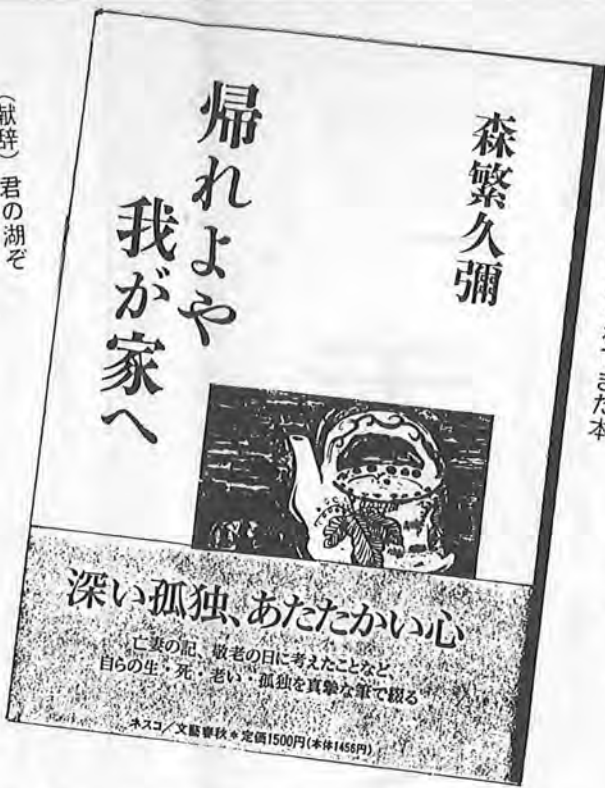 また本
森繁久彌
帰れよや
我が家へ
深い孤独、あたたかい心
亡妻の記、敬老の日に考えたことなど、
自らの生・死・老い・孤独を真摯な筆で綴る
ネスコ/文藝春秋*定価1500円(本体1456円)
(献辞) 君の湖ぞ